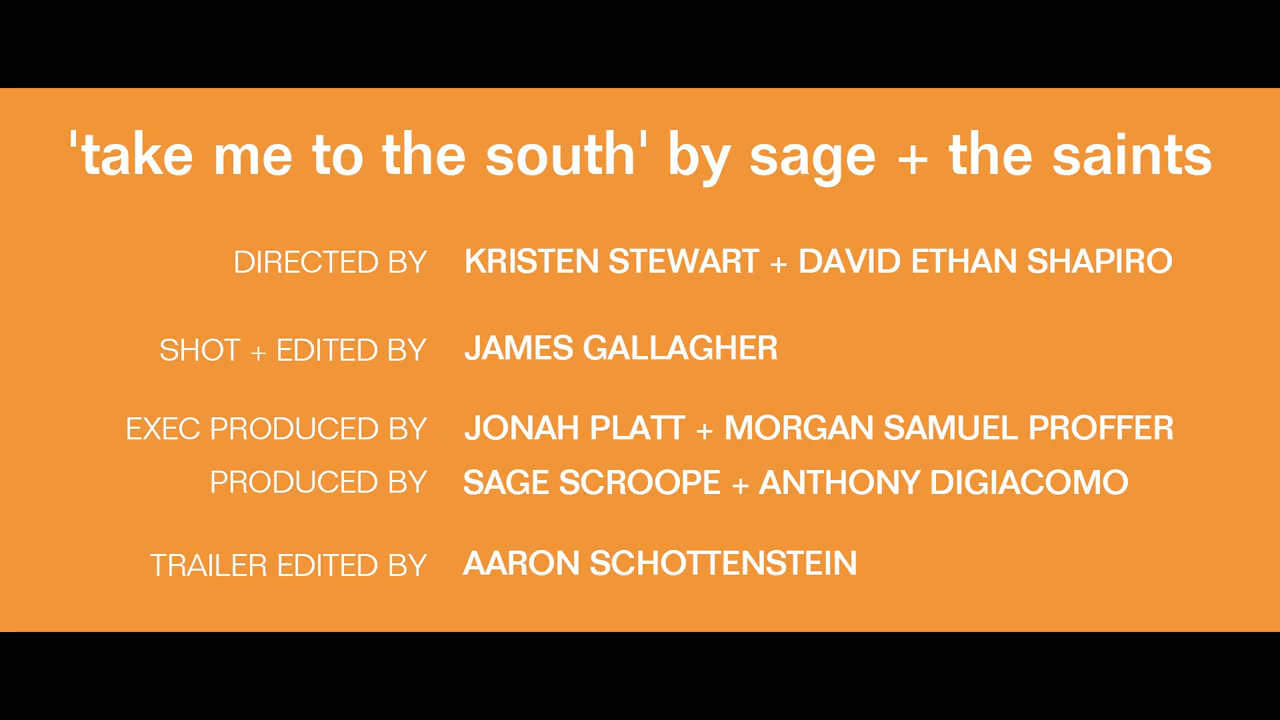 'take me to the south' by sage + the saints
DIRECTED BY KRISTEN STEWART + DAVID ETHAN SHAPIRO
SHOT + EDITED BY JAMES GALLAGHER
EXEC PRODUCED BY JONAH PLATT + MORGAN SAMUEL PROFFER
PRODUCED BY SAGE SCROOPE + ANTHONY DIGIACOMO
TRAILER EDITED BY AARON SCHOTTENSTEIN